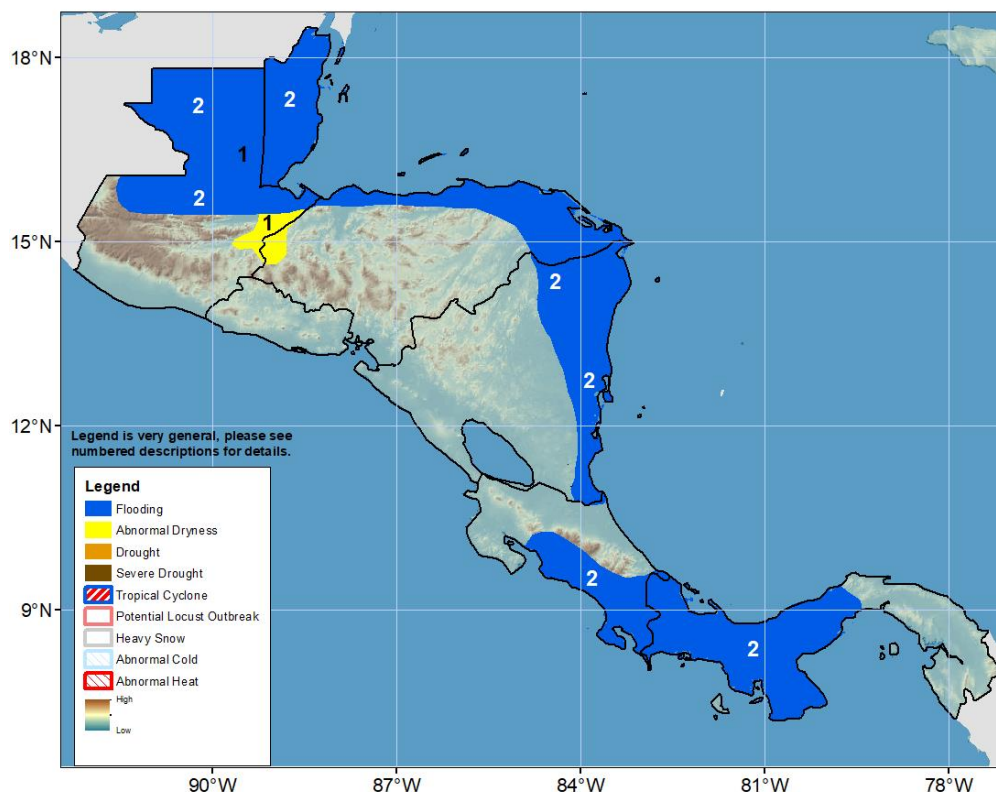 18°N
2
2
1
2
15°N
1
2
2
12°N
Legend is very general, please see
numbered descriptions for details.
Legend
Flooding
Abnormal Dryness
Drought
Severe Drought
Tropical Cyclone
Potential Locust Outbreak
Heavy Snow
Abnormal Cold
Abnormal Heat
High
Low
2
9°N
2
90°W 87°W 84°W 81°W 78°W